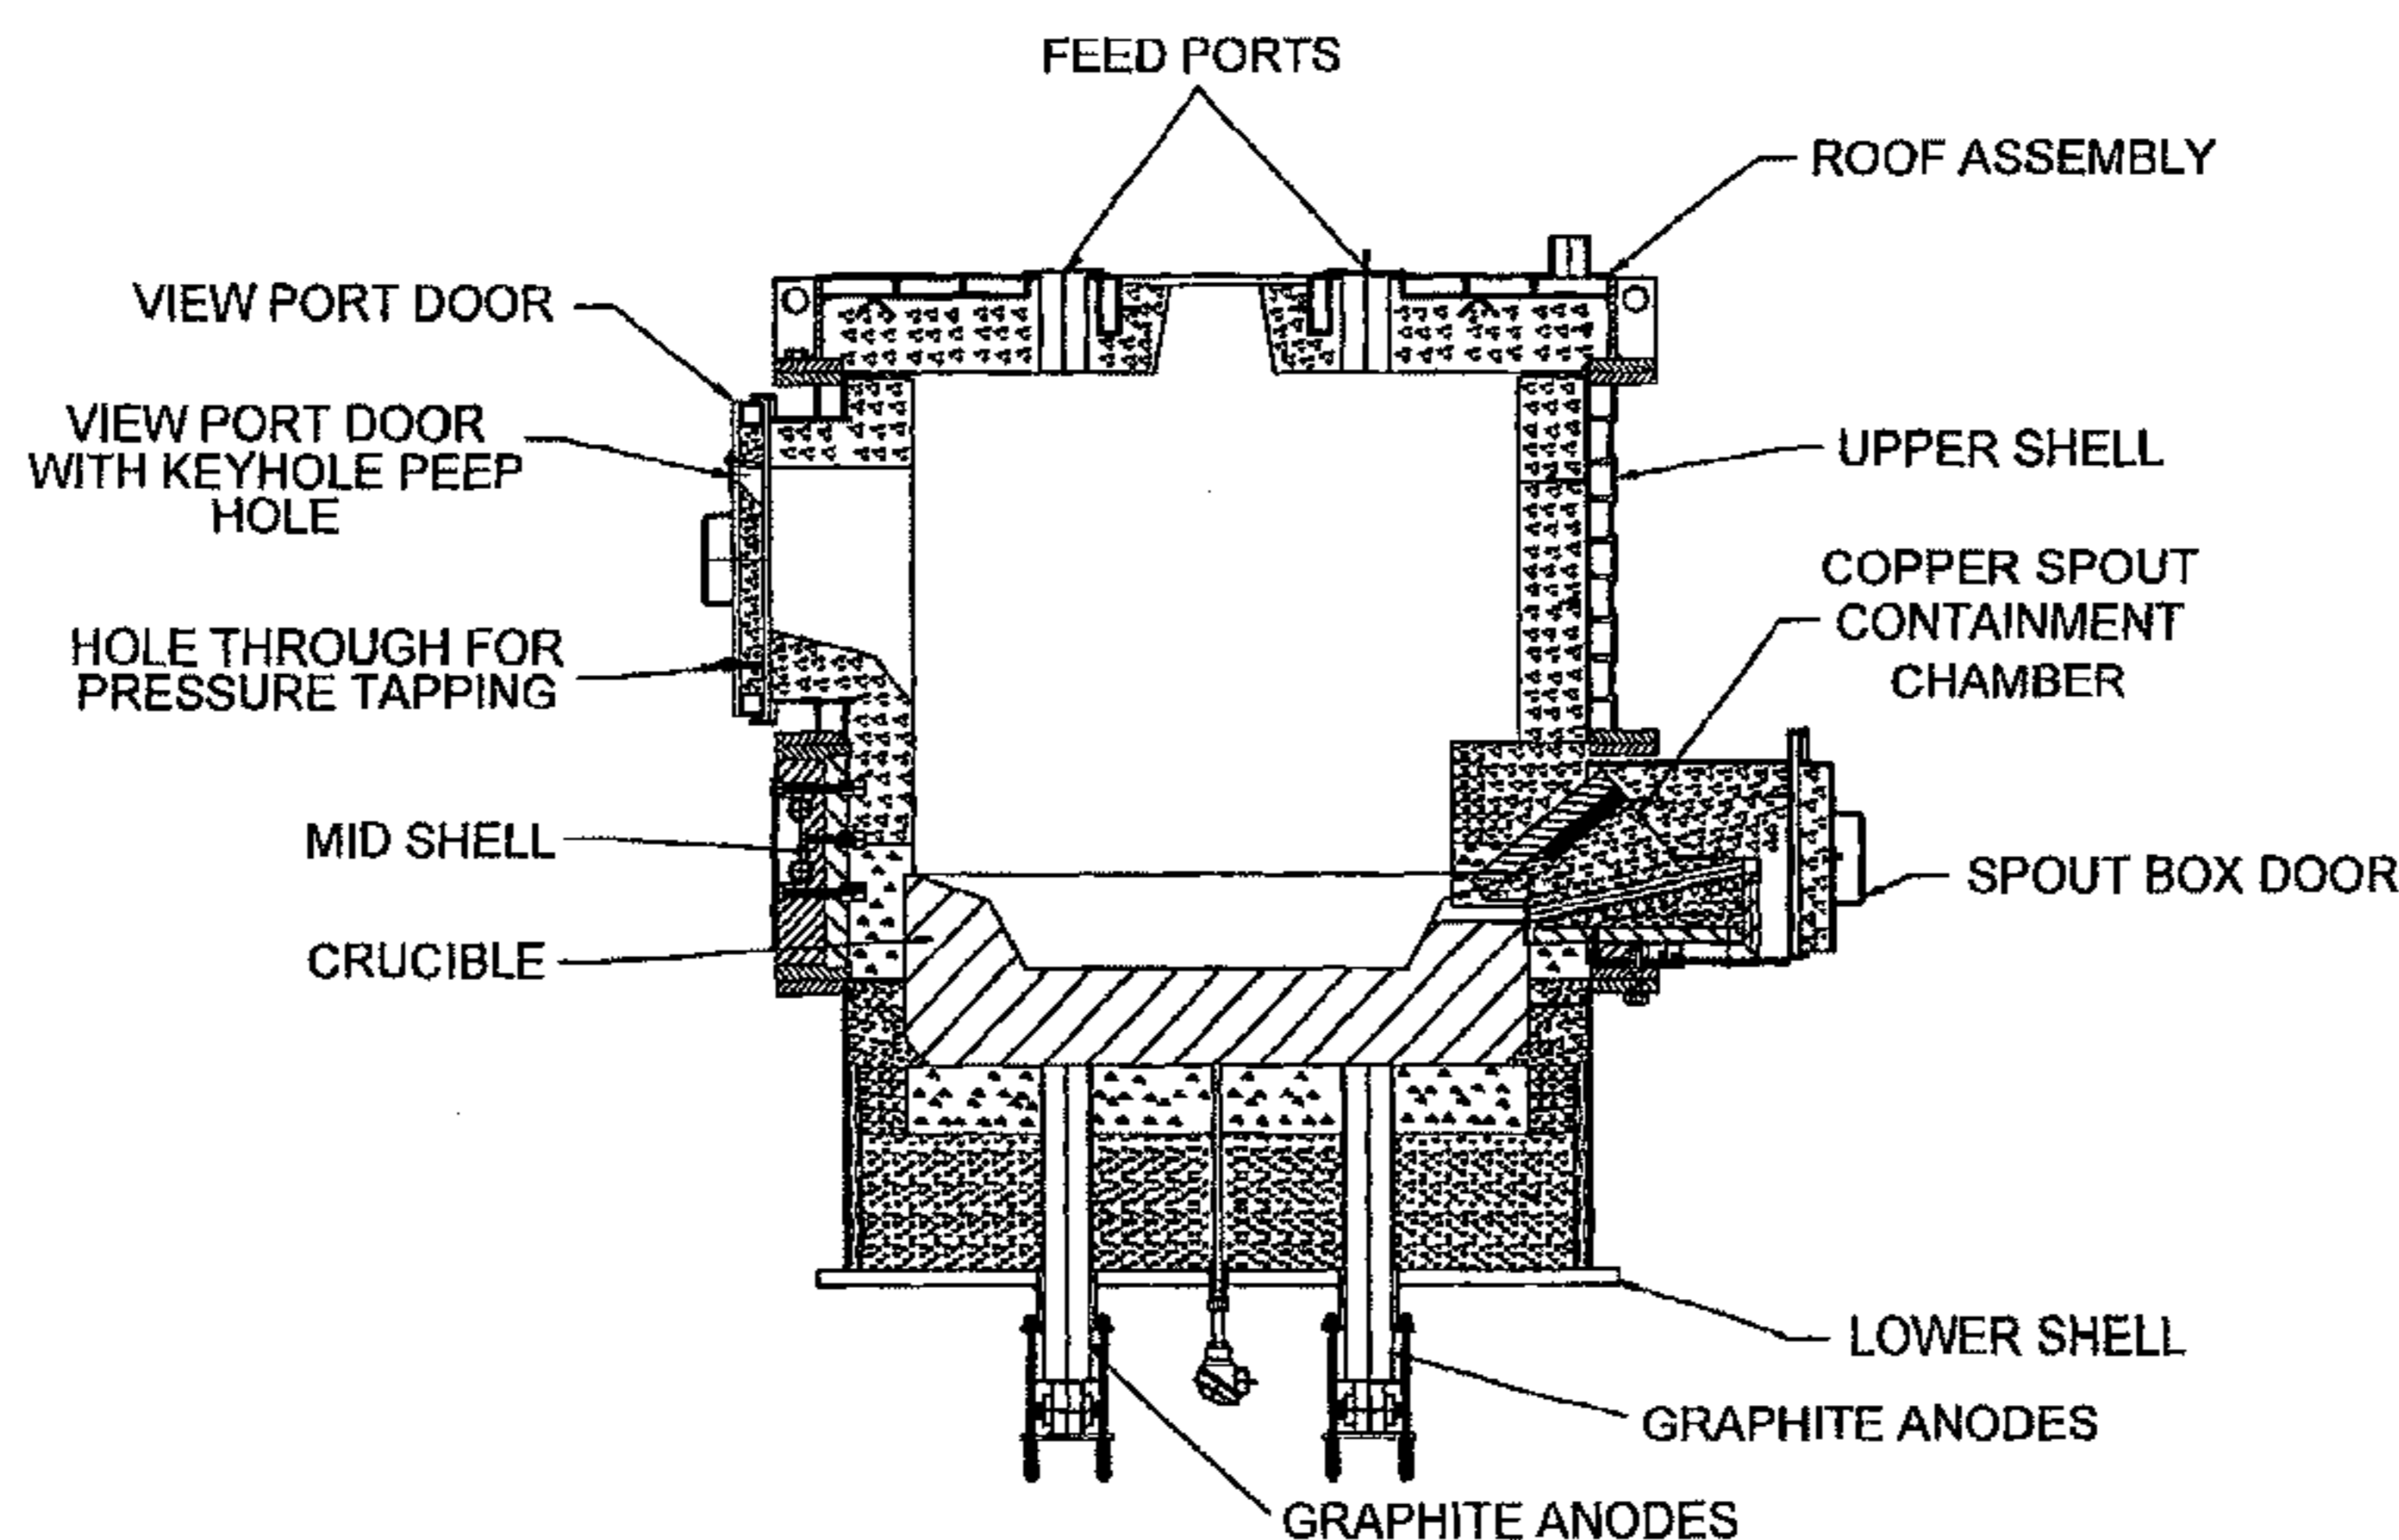 FEED PORTS
ROOF ASSEMBLY
VIEW PORT DOOR
VIEW PORT DOOR
WITH KEYHOLE PEEP
HOLE
UPPER SHELL
COPPER SPOUT
CONTAINMENT
CHAMBER
HOLE THROUGH FOR
PRESSURE TAPPING
MID SHELL
SPOUT BOX DOOR
CRUCIBLE
LOWER SHELL
GRAPHITE ANODES
GRAPHITE ANODES